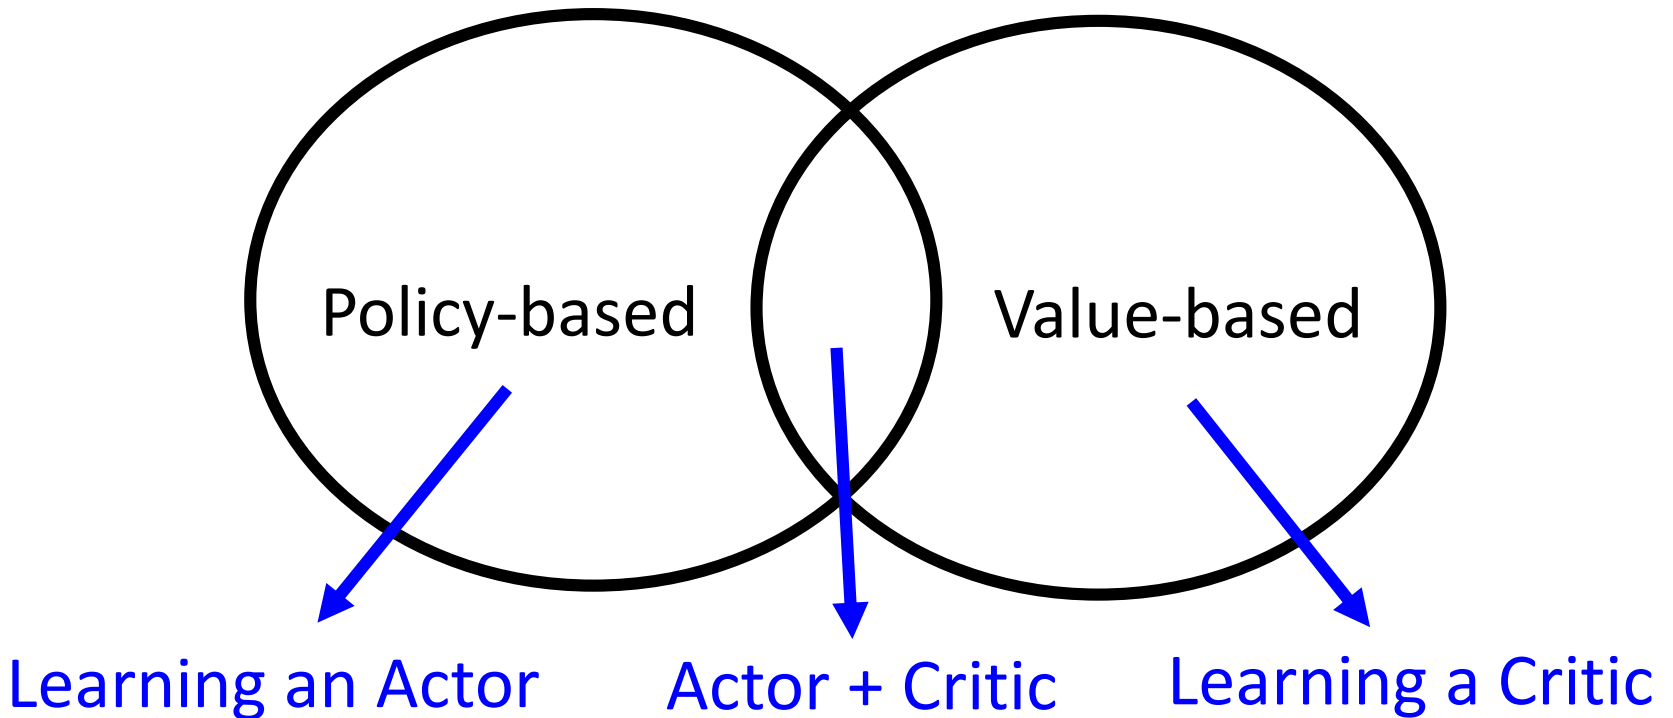 Policy-based
Value-based
Learning an Actor
Actor + Critic
Learning a Critic